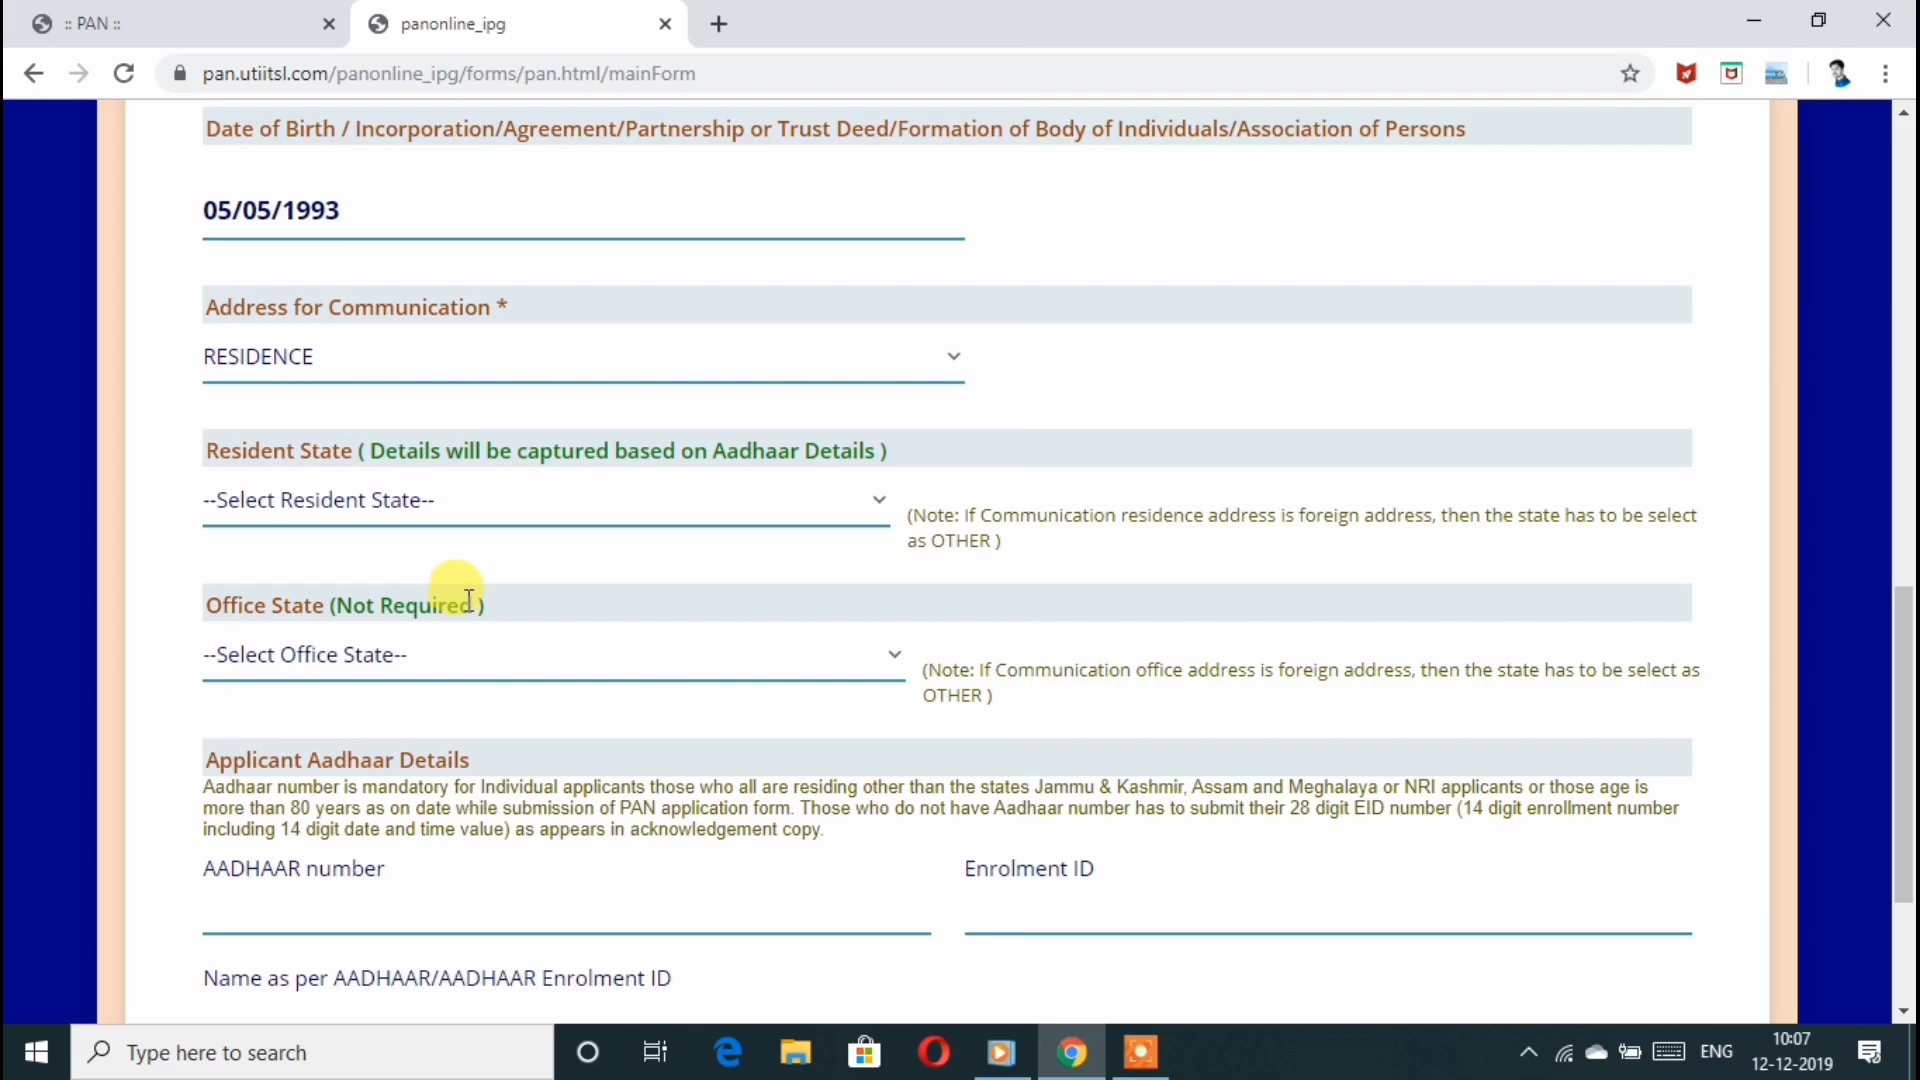 :: PAN ::
panonline_ipg
pan.utiitsl.com/panonline_ipg/forms/pan.html/mainForm
Date of Birth / Incorporation/Agreement/Partnership or Trust Deed/Formation of Body of Individuals/Association of Persons
05/05/1993
Address for Communication *
RESIDENCE
Resident State ( Details will be captured based on Aadhaar Details )
--Select Resident State--
(Note: If Communication residence address is foreign address, then the state has to be select
as OTHER )
Office State (Not Required )
--Select Office State--
(Note: If Communication office address is foreign address, then the state has to be select as
OTHER )
Applicant Aadhaar Details
Aadhaar number is mandatory for Individual applicants those who all are residing other than the states Jammu & Kashmir, Assam and Meghalaya or NRI applicants or those age is
more than 80 years as on date while submission of PAN application form. Those who do not have Aadhaar number has to submit their 28 digit EID number (14 digit enrollment number
including 14 digit date and time value) as appears in acknowledgement copy.
AADHAAR number
Enrolment ID
Name as per AADHAAR/AADHAAR Enrolment ID
Type here to search
ENG
10:07
12-12-2019